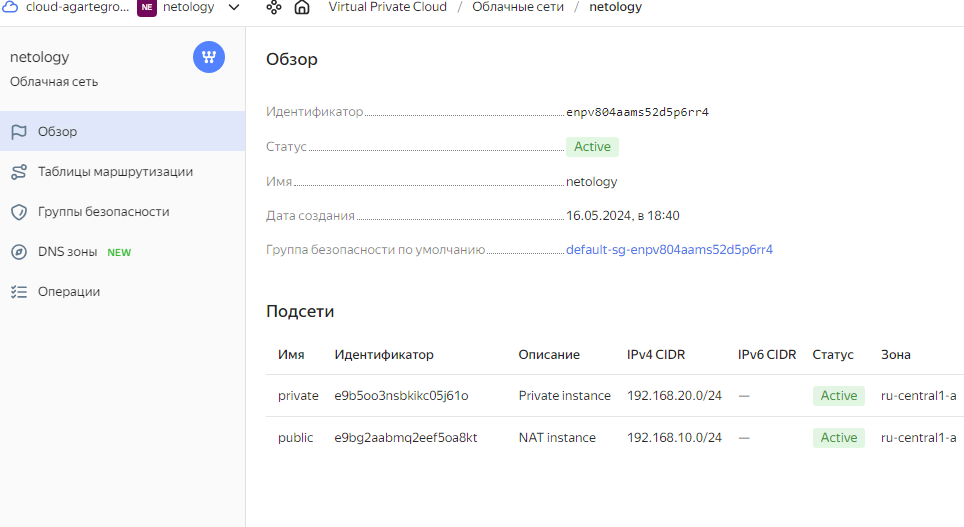 cloud-agartegro... NE netology Virtual Private Cloud / Облачные сети / netology
netology
Облачная сеть
Обзор
Таблицы маршрутизации
Группы безопасности
DNS зоны NEW
Операции
Обзор
Идентификатор enpv804aams52d5p6rr4
Статус Active
Имя netology
Дата создания 16.05.2024, в 18:40
Группа безопасности по умолчанию default-sg-enpv804aams52d5p6rr4
Подсети
Имя Идентификатор Описание IPv4 CIDR IPv6 CIDR Статус Зона
private e9b5oo3nsbkikc05j61o Private instance 192.168.20.0/24 — Active ru-central1-a
public e9bg2aabmq2eef5oa8kt NAT instance 192.168.10.0/24 — Active ru-central1-a